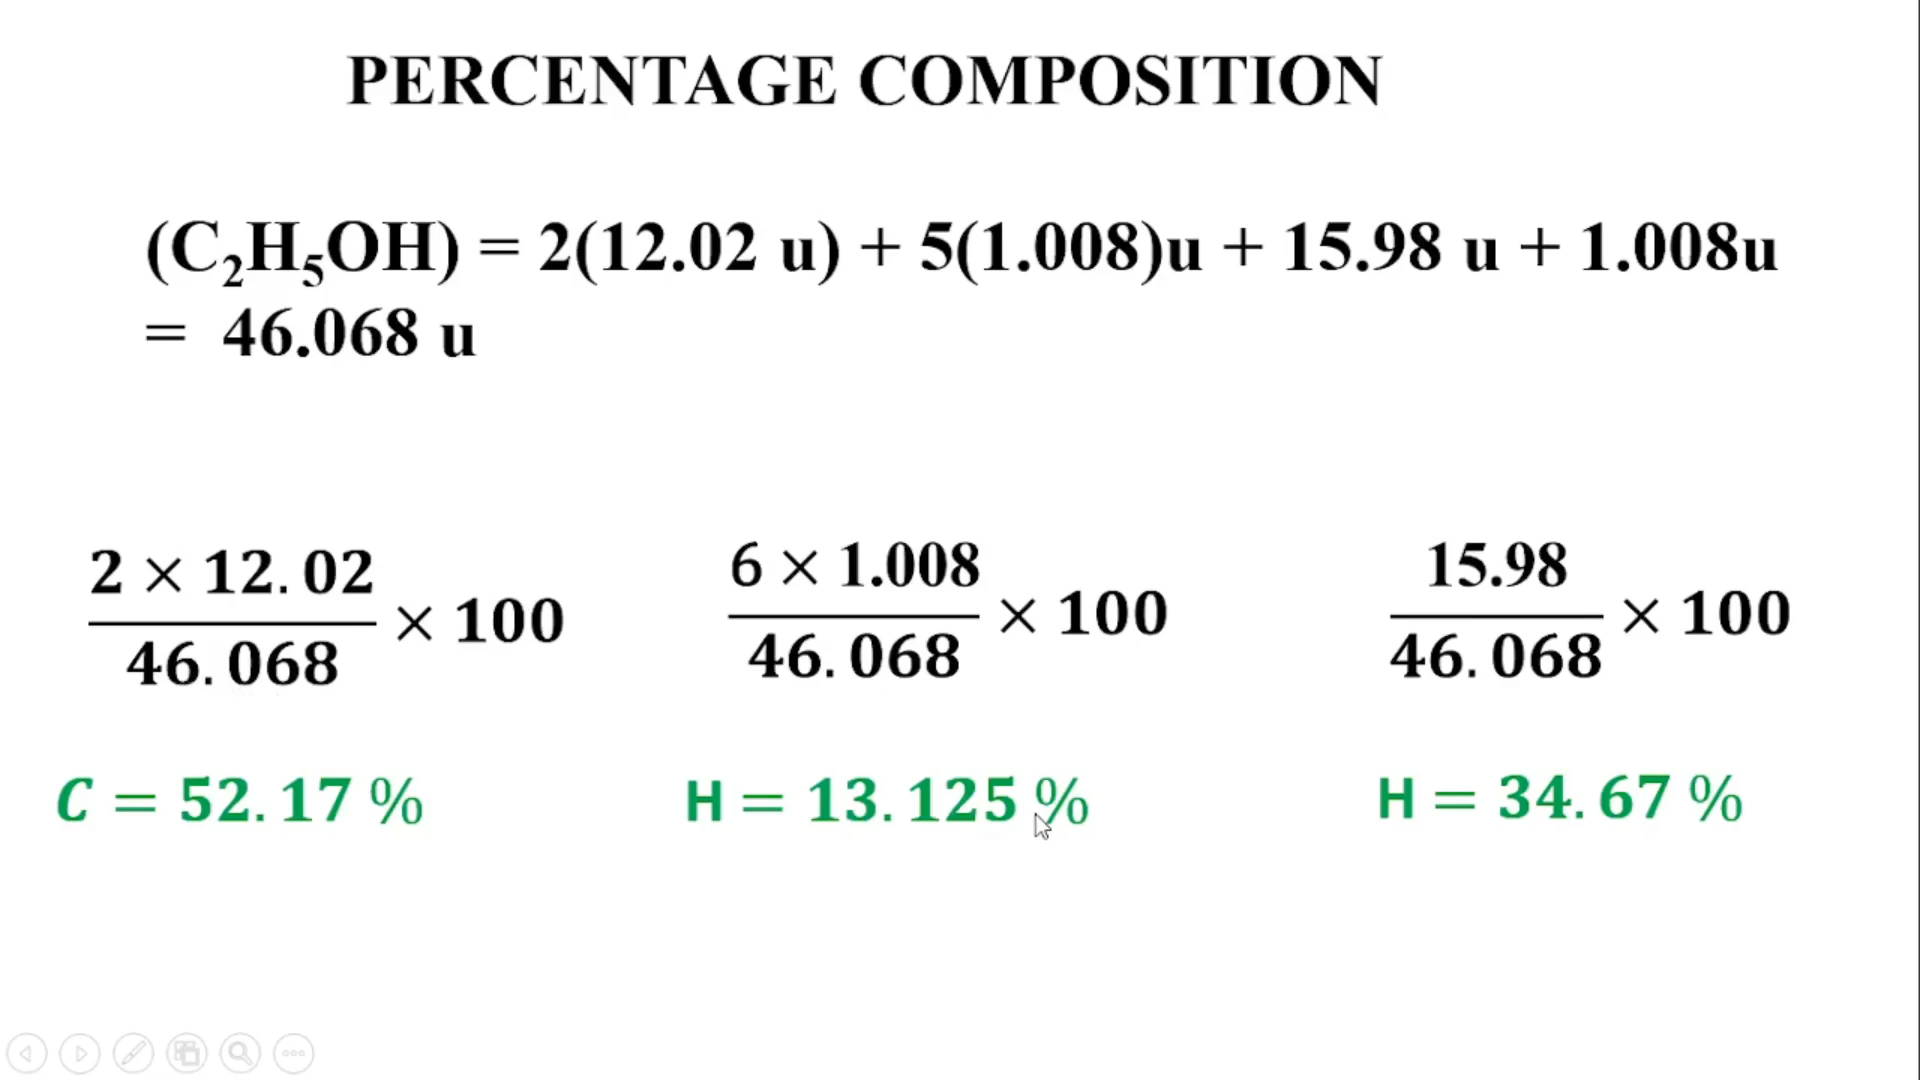 PERCENTAGE COMPOSITION
(C₂H₅OH) = 2(12.02 u) + 5(1.008)u + 15.98 u + 1.008u
= 46.068 u
2 × 12.02
46.068
× 100
6 × 1.008
46.068
× 100
15.98
46.068
× 100
C = 52.17 %
H = 13.125 %
H = 34.67 %